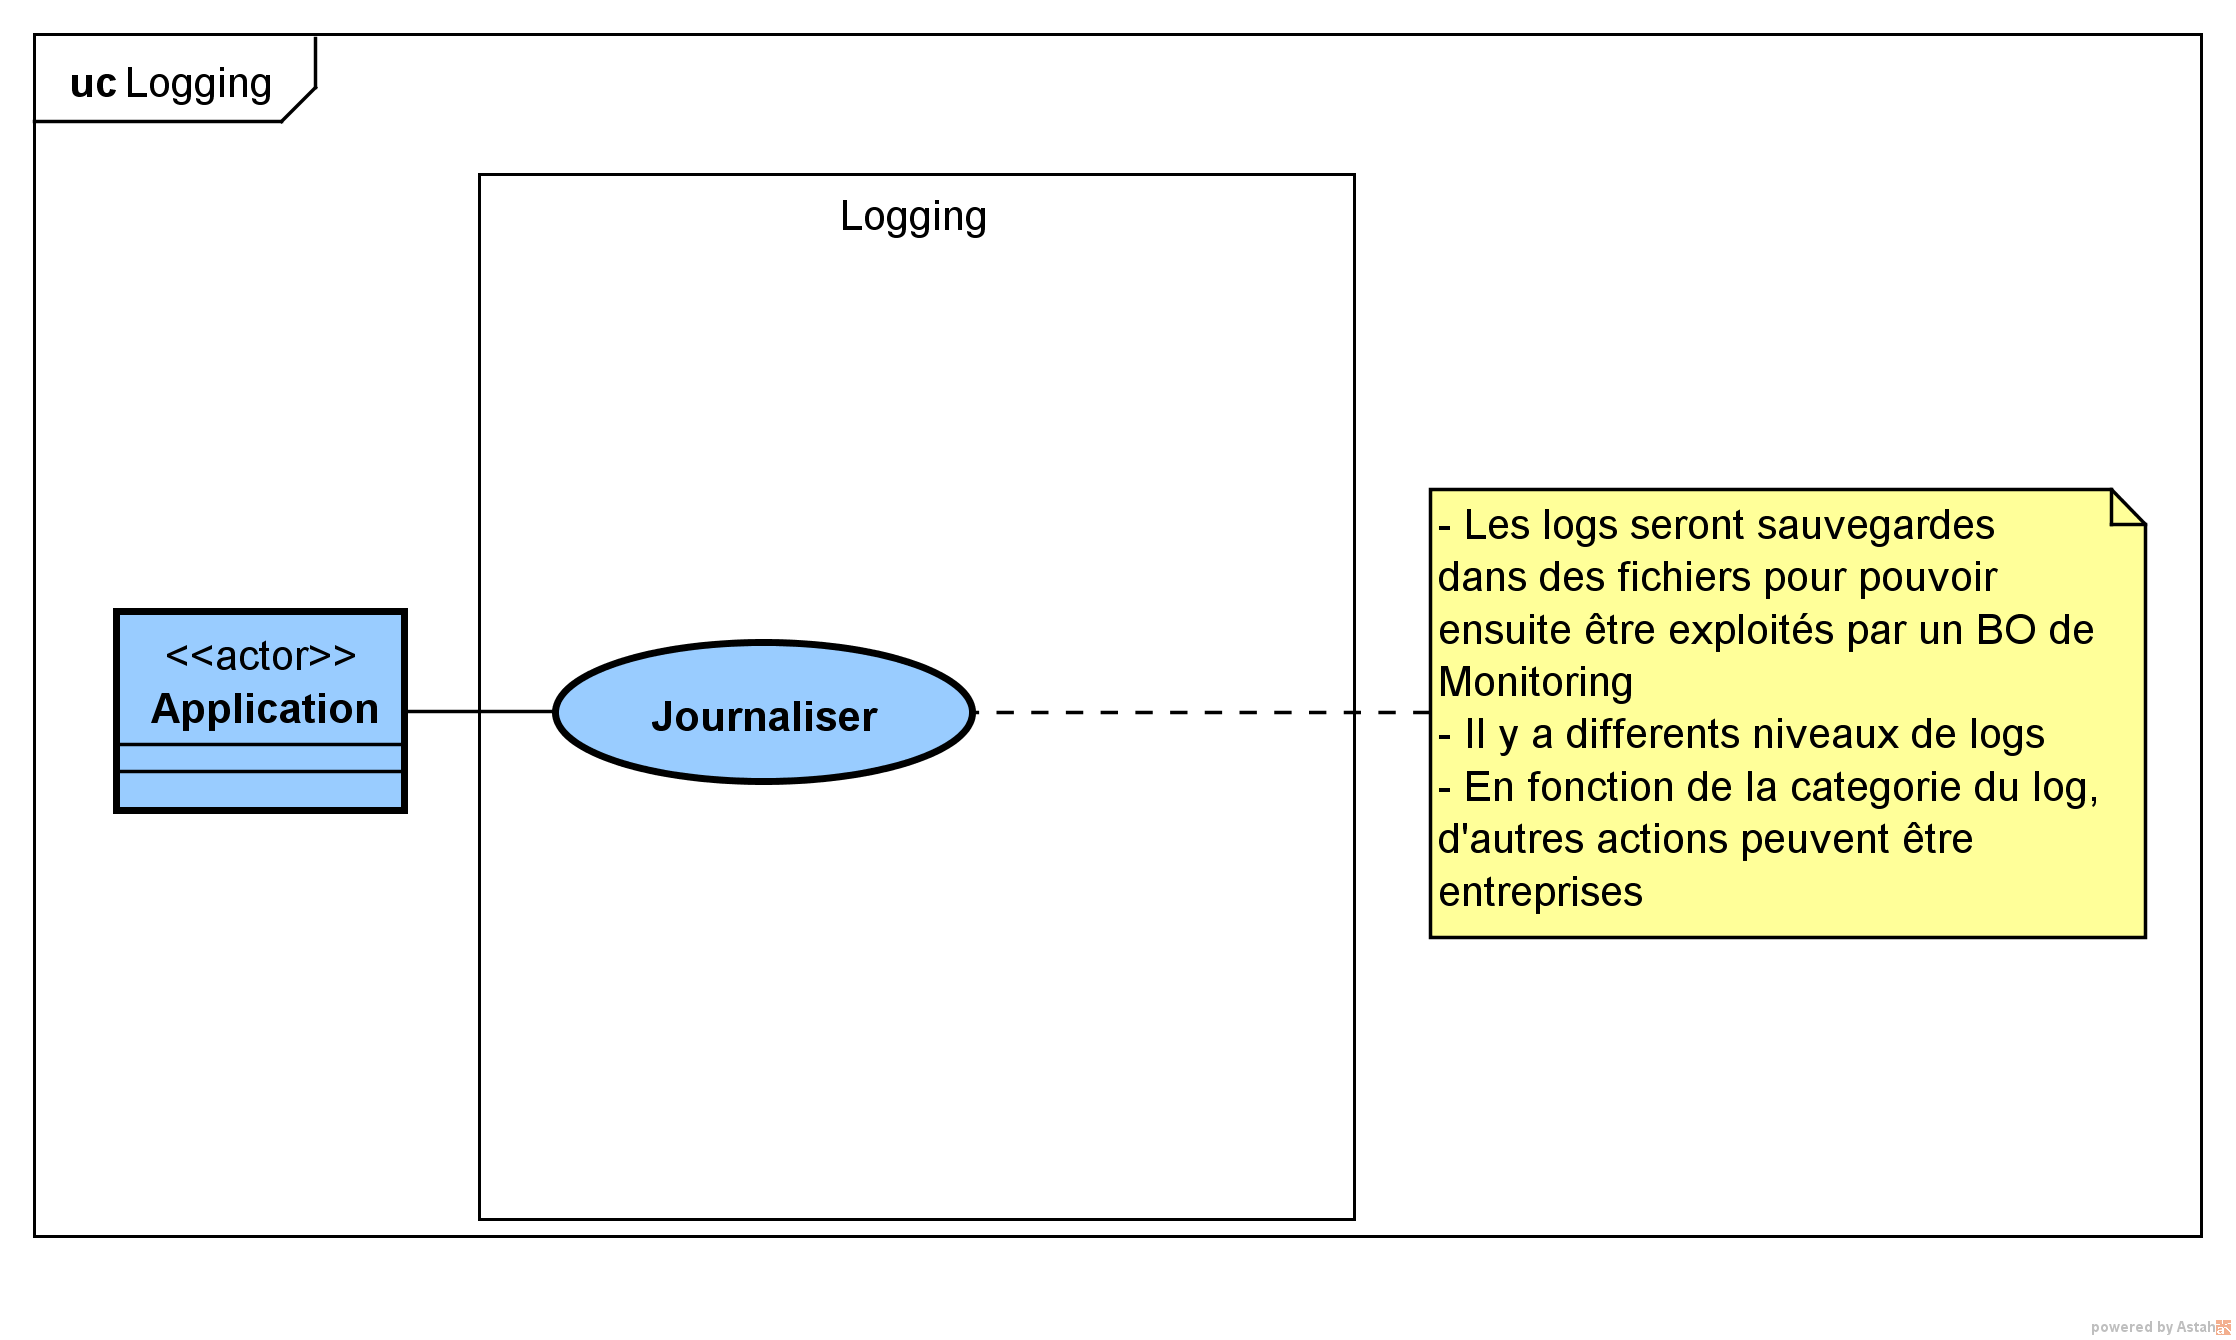 uc Logging
Logging
<<actor>>
Application
Journaliser
- Les logs seront sauvegardes
dans des fichiers pour pouvoir
ensuite être exploités par un BO de
Monitoring
- Il y a differents niveaux de logs
- En fonction de la categorie du log,
d'autres actions peuvent être
entreprises
powered by Astah